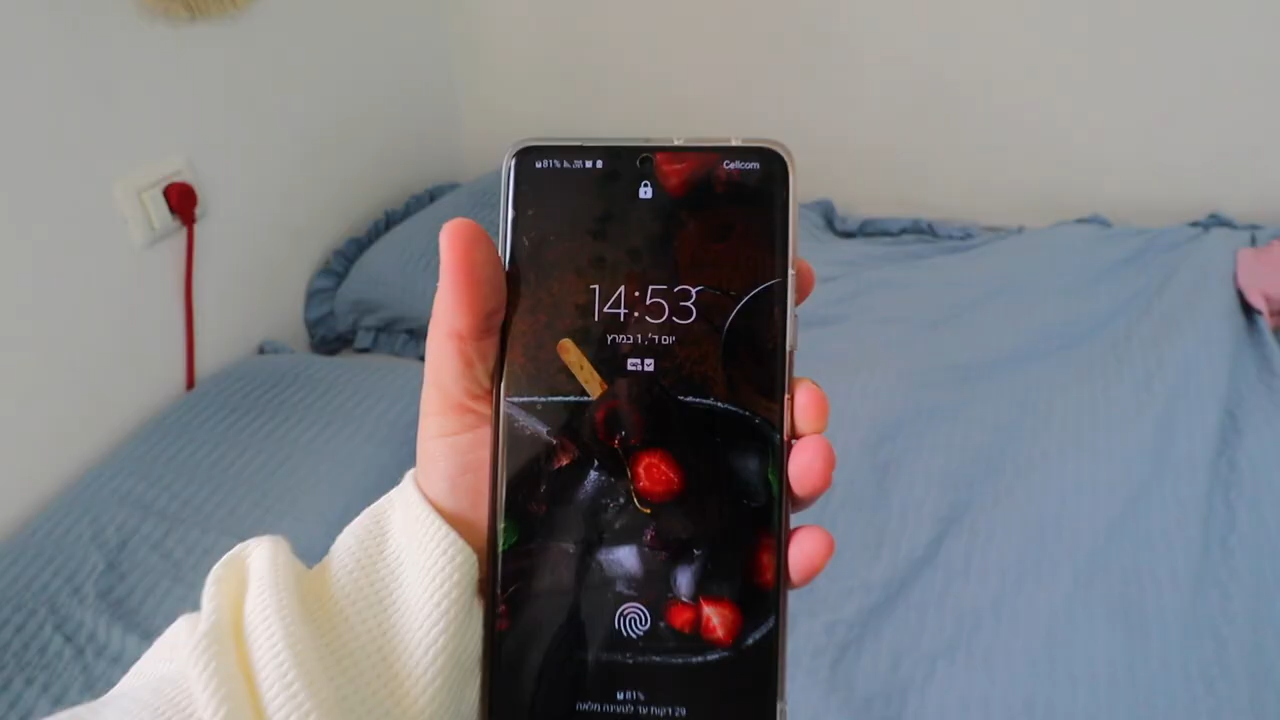 81% Cellcom
14:53
יום ד׳, 1 במרץ
81%
29 דקות עד לטעינה מלאה